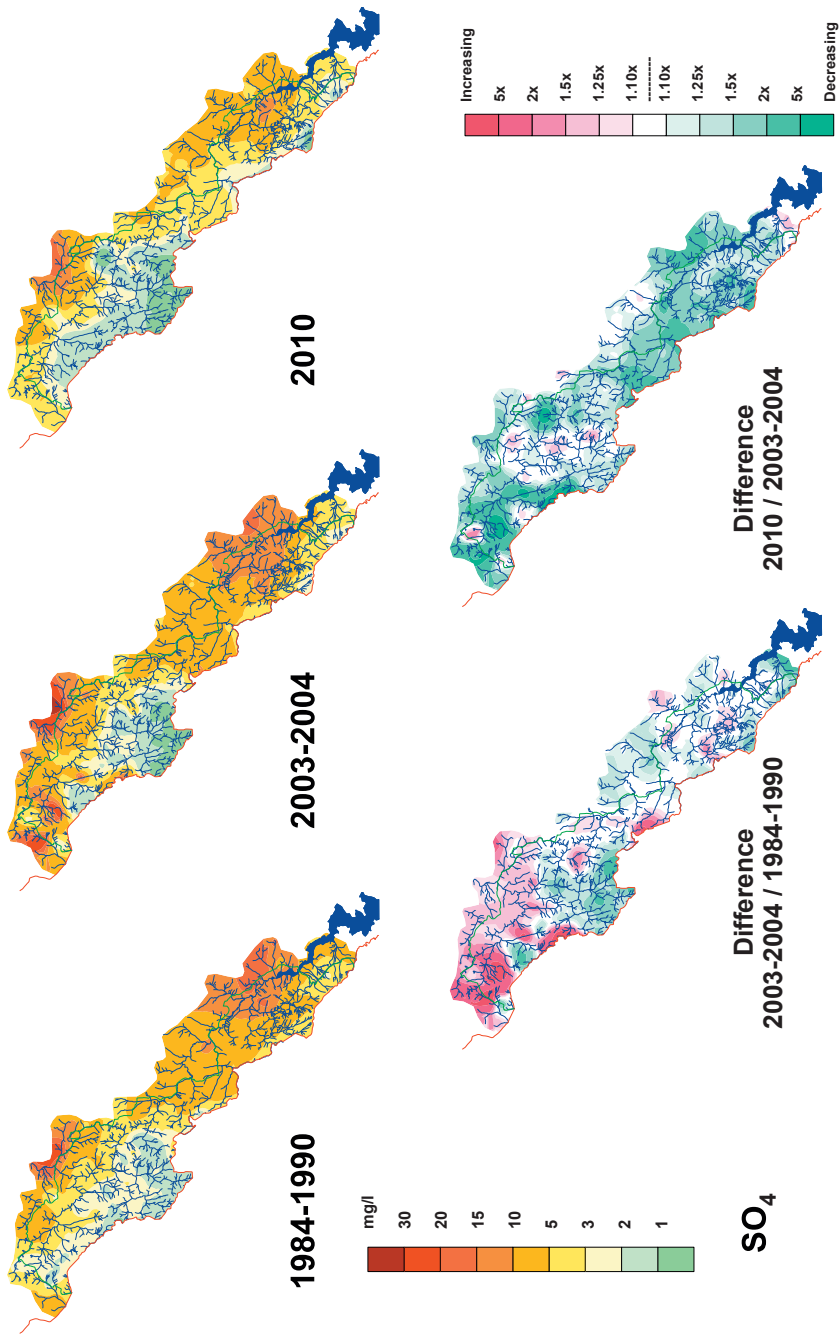 1984-1990
2003-2004
2010
mg/l
30
20
15
10
5
3
2
1
SO4
Difference
2003-2004 / 1984-1990
Difference
2010 / 2003-2004
Increasing
5x
2x
1.5x
1.25x
1.10x
1.10x
1.25x
1.5x
2x
5x
Decreasing